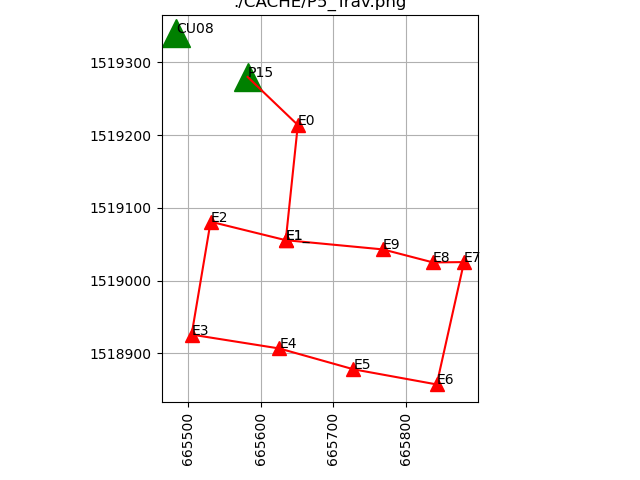 ./CACHE/P5_Trav.png
CU08
1519300
P15
E0
1519200
1519100
E2
E1_
E9
E8
E7
1519000
E3
E4
1518900
E5
E6
665500
665600
665700
665800